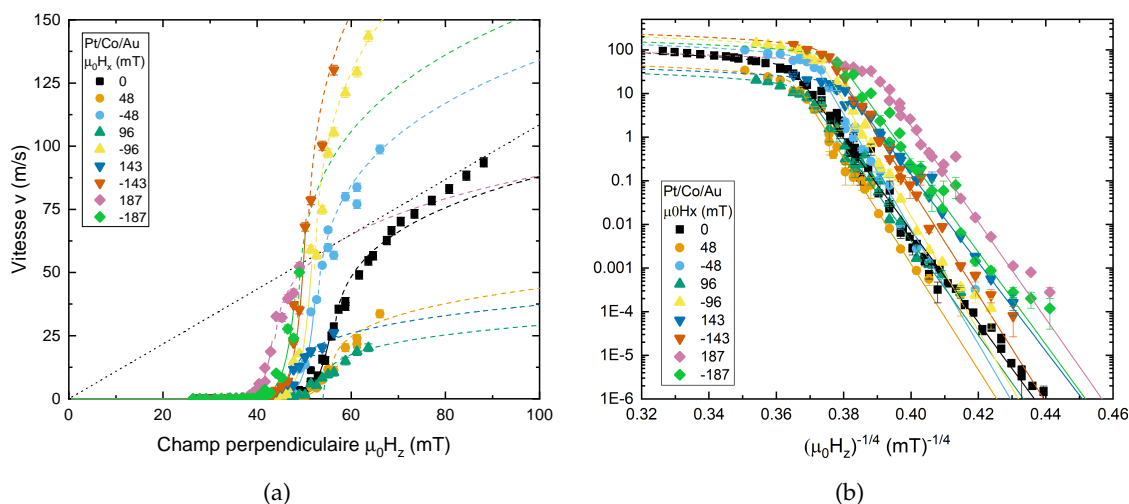 Pt/Co/Au
μ₀Hₓ (mT)
0
48
-48
96
-96
143
-143
187
-187
150
125
100
75
50
25
0
Vitesse v (m/s)
0 20 40 60 80 100
Champ perpendiculaire μ₀H_z (mT)
(a)
100
10
1
0.1
0.01
0.001
1E-4
1E-5
1E-6
Pt/Co/Au
μ0Hx (mT)
0
48
-48
96
-96
143
-143
187
-187
0.32 0.34 0.36 0.38 0.40 0.42 0.44 0.46
(μ₀H_z)⁻¹/⁴ (mT)⁻¹/⁴
(b)